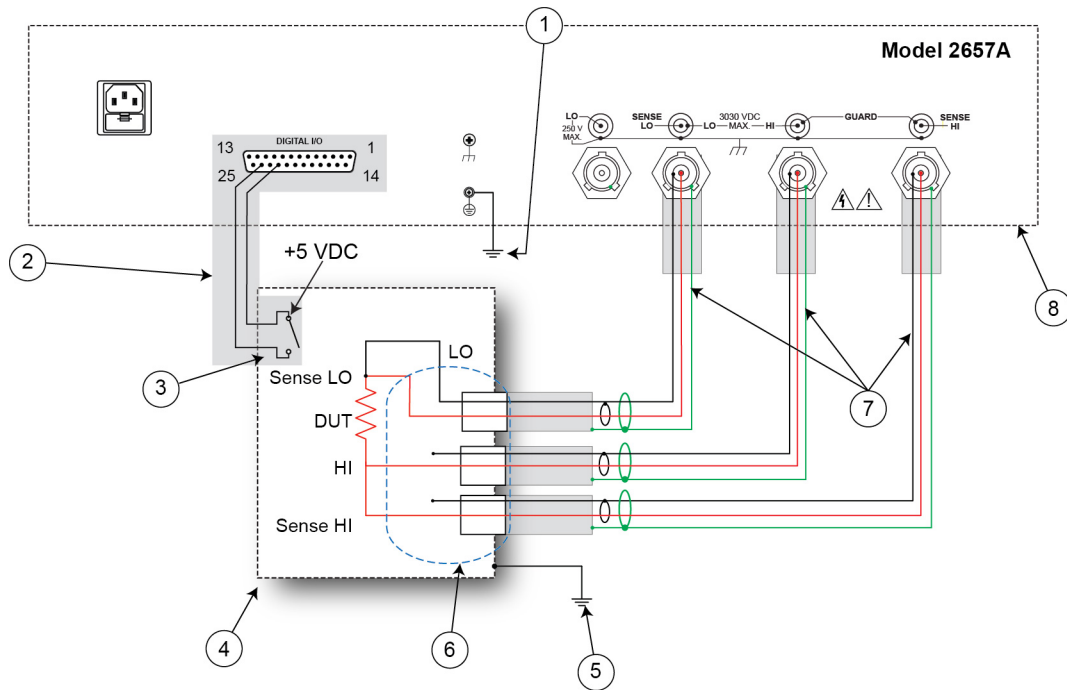 1
Model 2657A
LO
250 V
MAX.
SENSE
LO
LO
3030 VDC
MAX.
HI
GUARD
SENSE
HI
DIGITAL I/O
13
1
25
14
2
+5 VDC
8
3
LO
Sense LO
DUT
7
HI
Sense HI
4
6
5